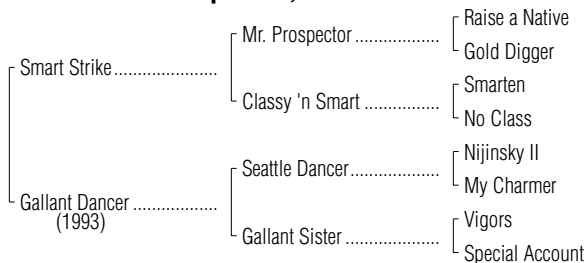 Raise a Native
Mr. Prospector ....................
Gold Digger
Smart Strike......................
Smarten
Classy 'n Smart ................
No Class
Nijinsky II
Seattle Dancer...................
My Charmer
Gallant Dancer ..................
(1993)
Vigors
Gallant Sister ....................
Special Account